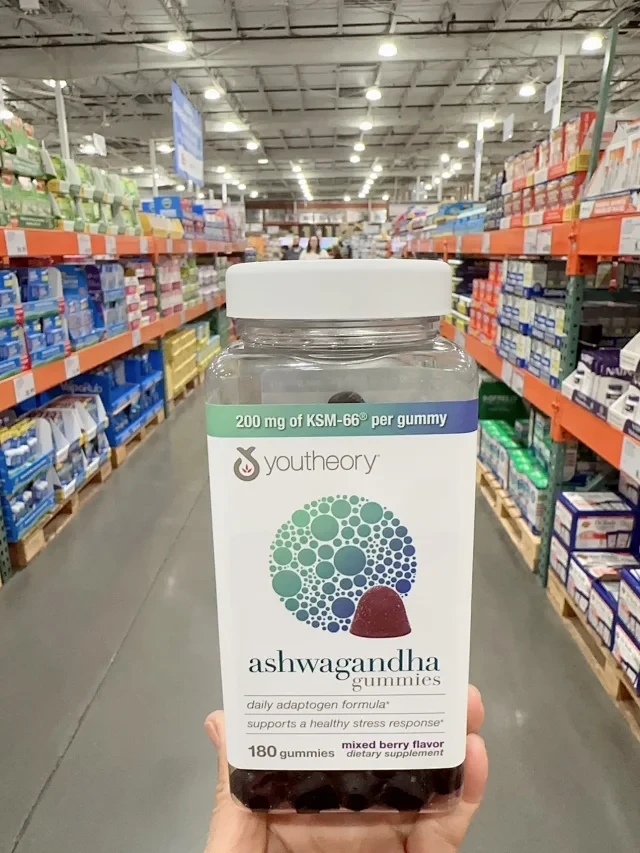 200 mg of KSM-66® per gummy
youtheory
ashwagandha
gummies
daily adaptogen formula*
supports a healthy stress response*
180 gummies
mixed berry flavor
dietary supplement